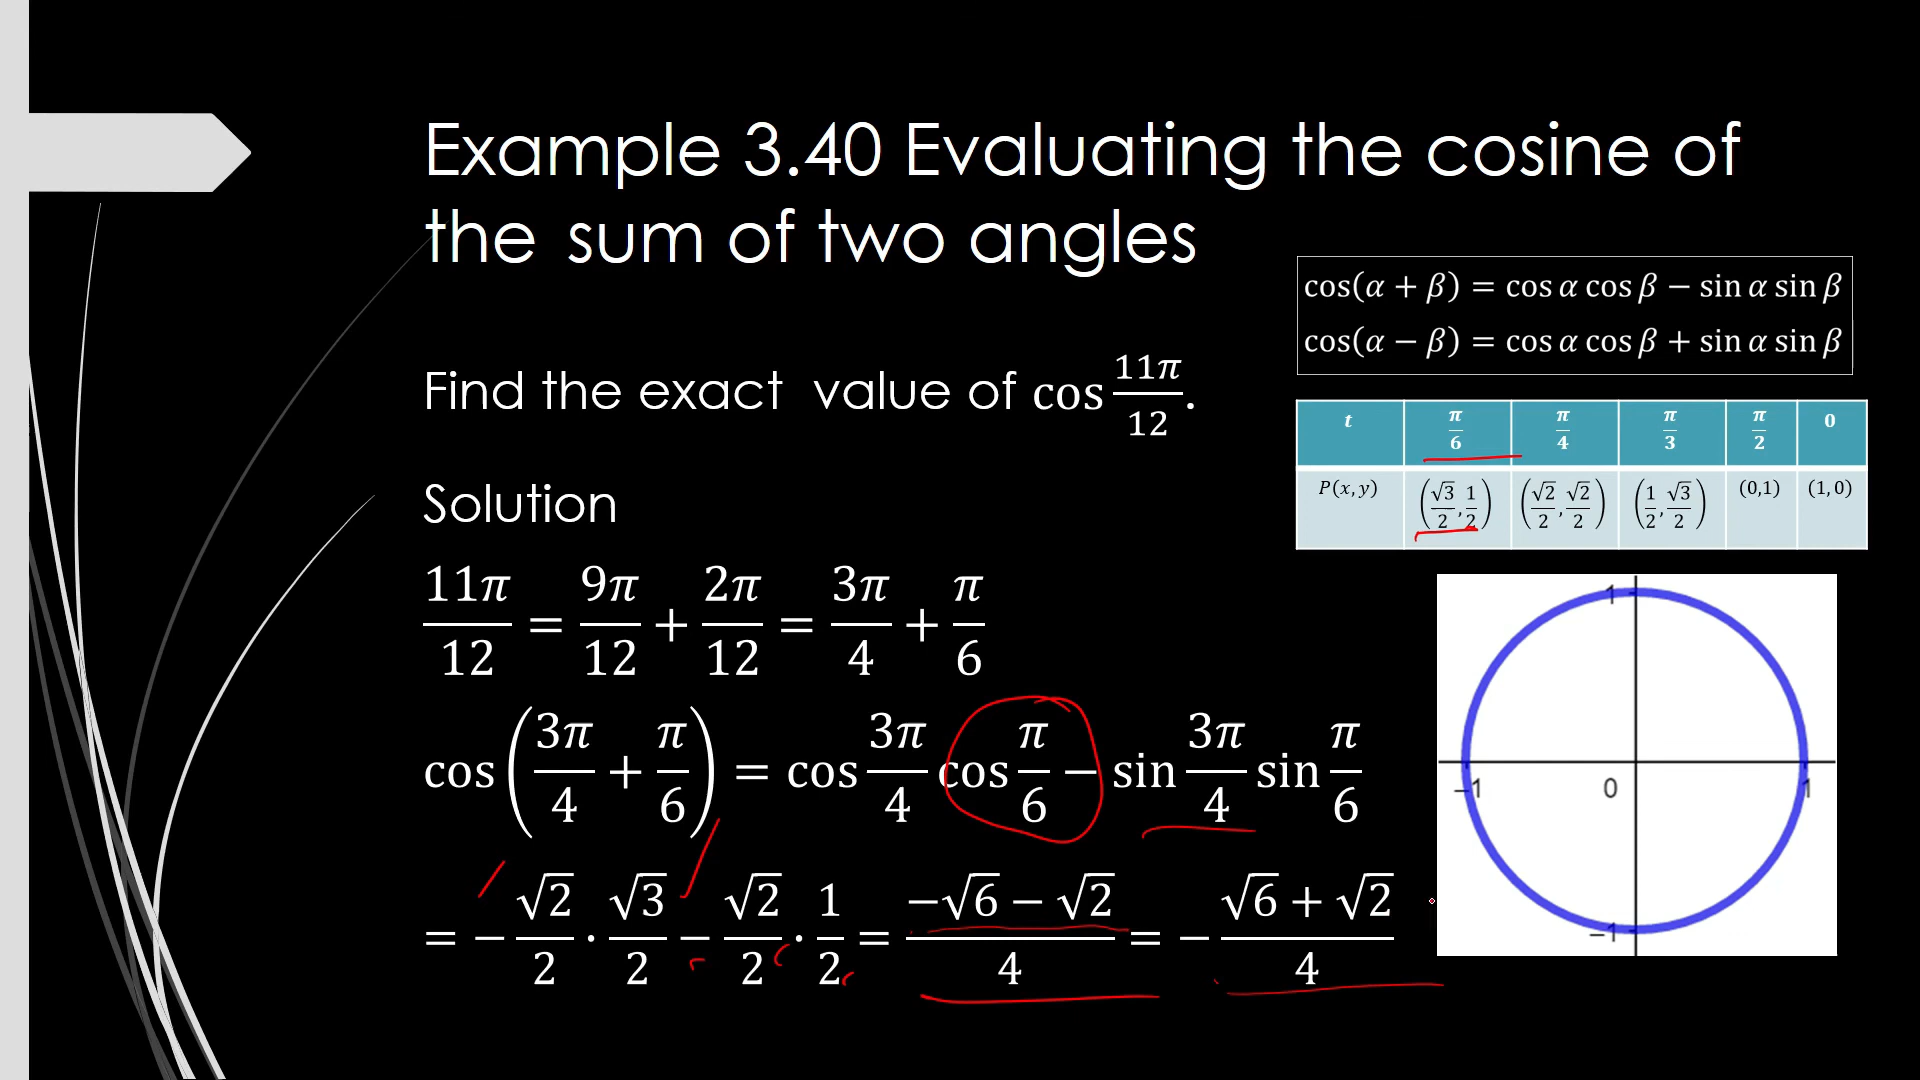 Example 3.40 Evaluating the cosine of
the sum of two angles
cos(α + β) = cos α cos β − sin α sin β
cos(α − β) = cos α cos β + sin α sin β
Find the exact value of cos 11π/12.
t π/6 π/4 π/3 π/2 0
P(x, y) (√3/2, 1/2) (√2/2, √2/2) (1/2, √3/2) (0,1) (1, 0)
Solution
11π/12 = 9π/12 + 2π/12 = 3π/4 + π/6
cos(3π/4 + π/6) = cos 3π/4 cos π/6 − sin 3π/4 sin π/6
= − √2/2 · √3/2 − √2/2 · 1/2 = (−√6 − √2)/4 = − (√6 + √2)/4
1
−1 0 1
−1